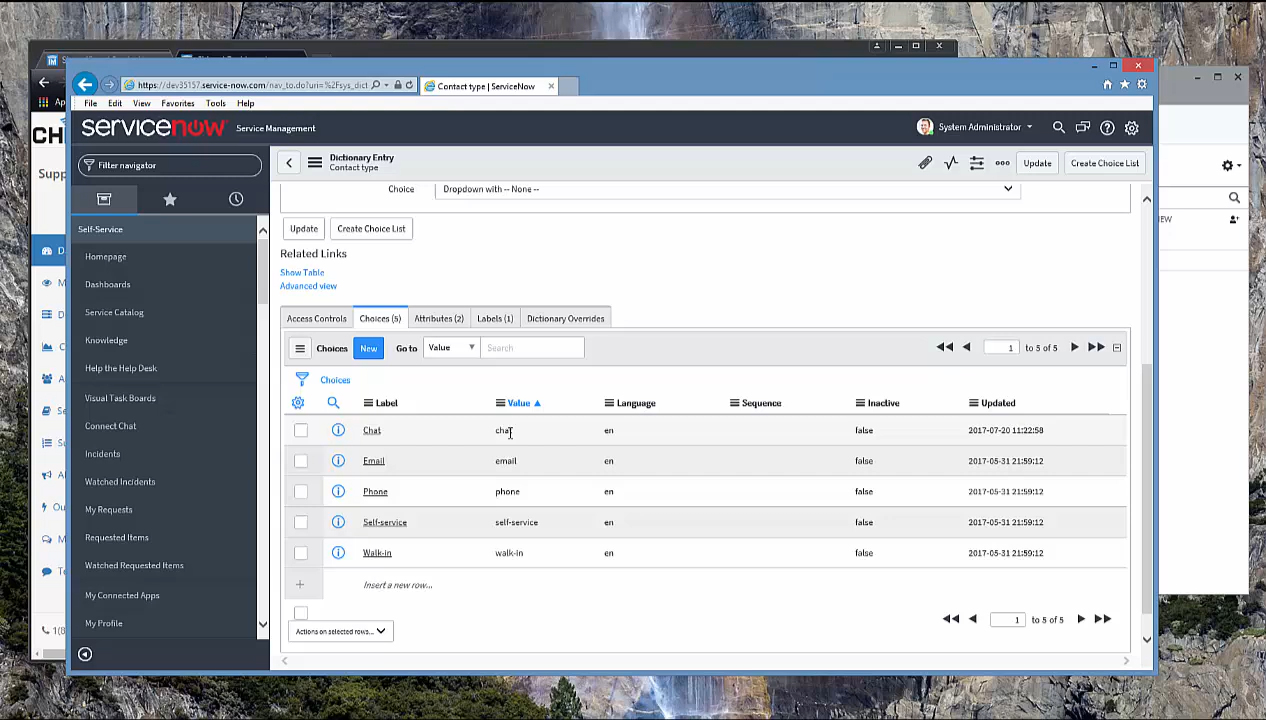 https://dev35157.service-now.com/nav_to.do?uri=%2Fsys_dict
Contact type | ServiceNow
File Edit View Favorites Tools Help
servicenow Service Management
System Administrator
Filter navigator
Dictionary Entry
Contact type
Update Create Choice List
Self-Service
Homepage
Dashboards
Service Catalog
Knowledge
Help the Help Desk
Visual Task Boards
Connect Chat
Incidents
Watched Incidents
My Requests
Requested Items
Watched Requested Items
My Connected Apps
My Profile
Choice Dropdown with -- None --
Update Create Choice List
Related Links
Show Table
Advanced view
Access Controls Choices (5) Attributes (2) Labels (1) Dictionary Overrides
Choices New Go to Value Search 1 to 5 of 5
Choices
Label Value Language Sequence Inactive Updated
Chat chat en false 2017-07-20 11:22:58
Email email en false 2017-05-31 21:59:12
Phone phone en false 2017-05-31 21:59:12
Self-service self-service en false 2017-05-31 21:59:12
Walk-in walk-in en false 2017-05-31 21:59:12
Insert a new row...
Actions on selected rows... 1 to 5 of 5
CH
Supp